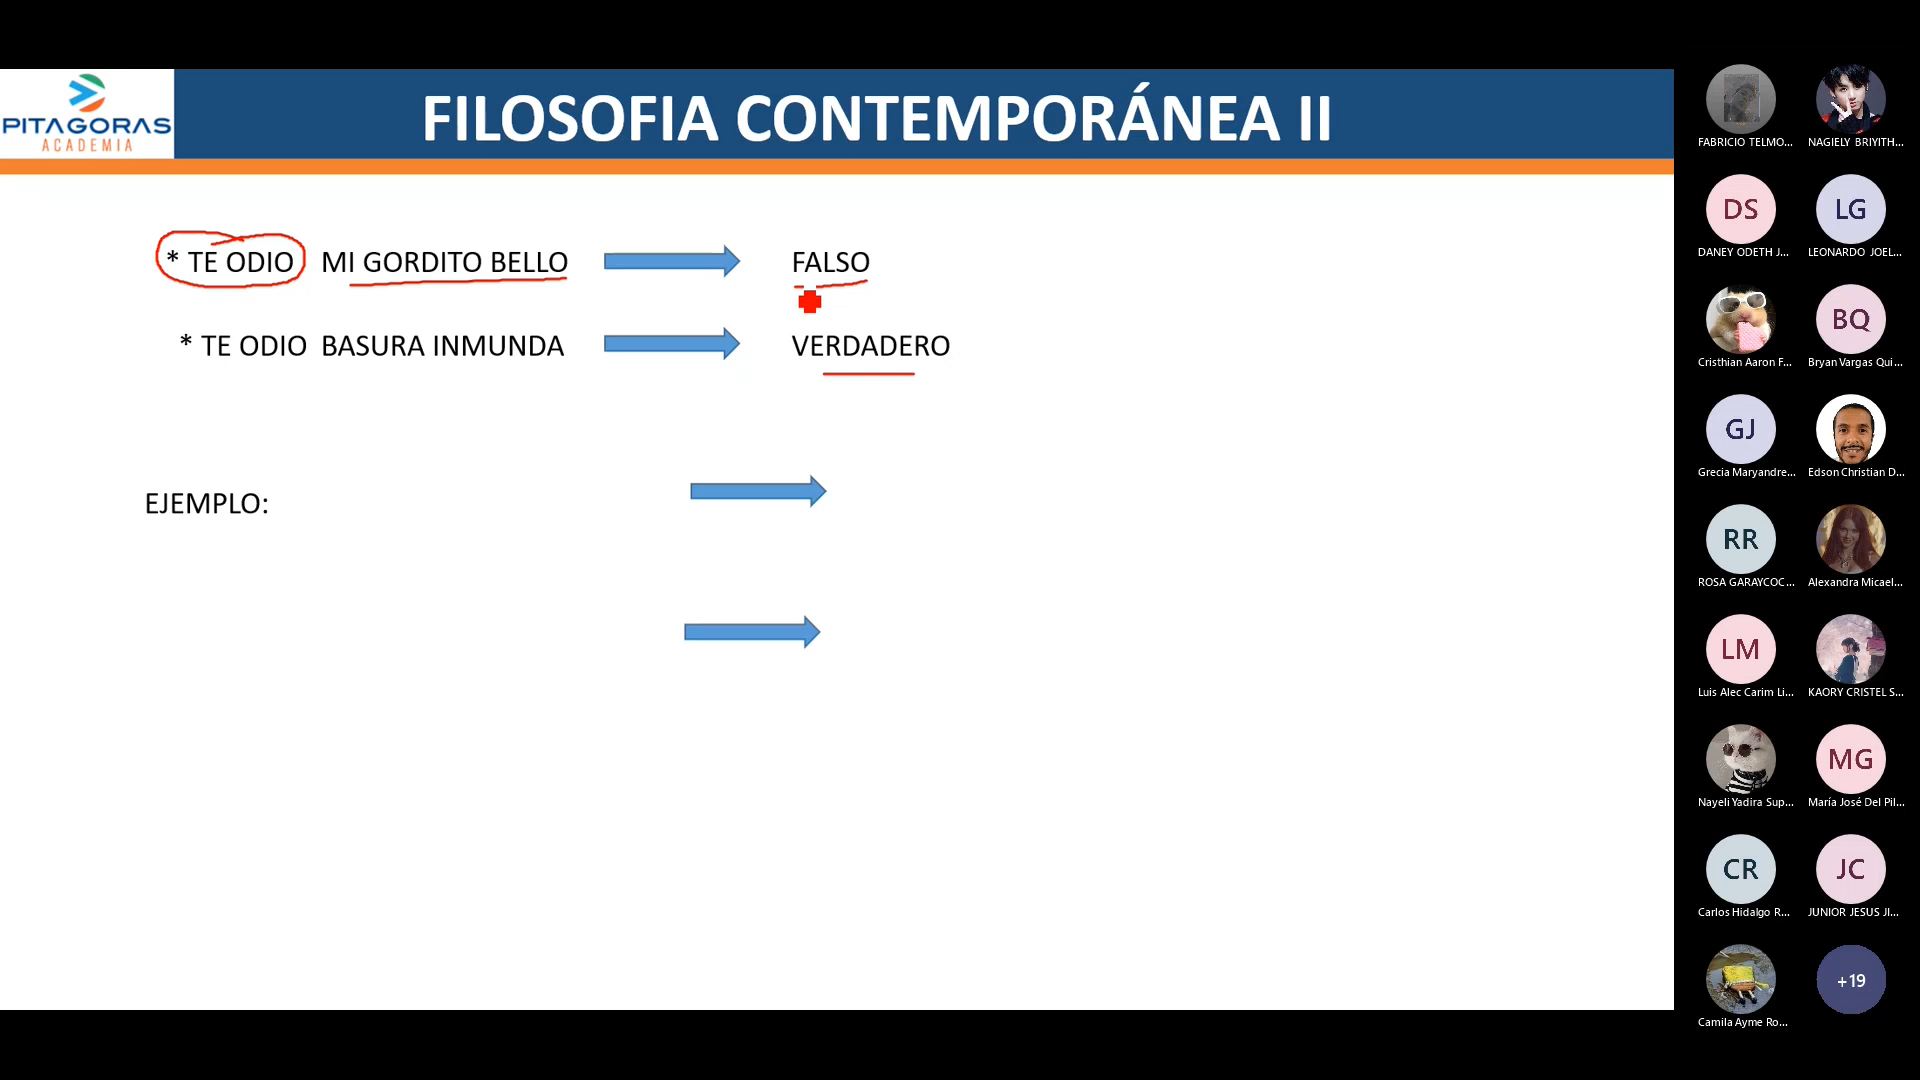 PITAGORAS
ACADEMIA
FILOSOFIA CONTEMPORÁNEA II
* TE ODIO MI GORDITO BELLO FALSO
* TE ODIO BASURA INMUNDA VERDADERO
EJEMPLO:
FABRICIO TELMO... NAGIELY BRIYITH...
DS LG
DANEY ODETH J... LEONARDO JOEL...
BQ
Cristhian Aaron F... Bryan Vargas Qui...
GJ
Grecia Maryandre... Edson Christian D...
RR
ROSA GARAYCOC... Alexandra Micael...
LM
Luis Alec Carim Li... KAORY CRISTEL S...
MG
Nayeli Yadira Sup... María José Del Pil...
CR JC
Carlos Hidalgo R... JUNIOR JESUS JI...
+19
Camila Ayme Ro...